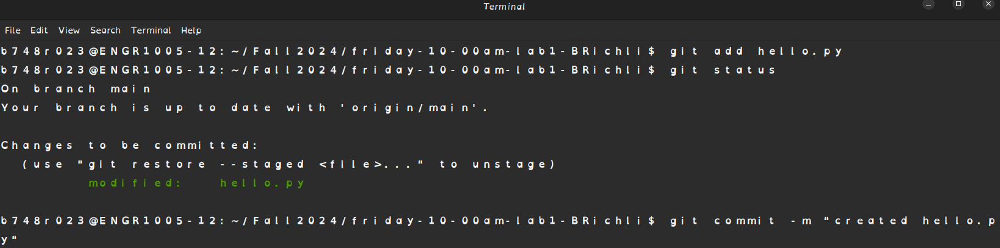 Terminal
File Edit View Search Terminal Help
b748r023@ENGR1005-12:~/Fall2024/friday-10-00am-lab1-BRichli$ git add hello.py
b748r023@ENGR1005-12:~/Fall2024/friday-10-00am-lab1-BRichli$ git status
On branch main
Your branch is up to date with 'origin/main'.
Changes to be committed:
(use "git restore --staged <file>..." to unstage)
modified: hello.py
b748r023@ENGR1005-12:~/Fall2024/friday-10-00am-lab1-BRichli$ git commit -m "created hello.p
y"